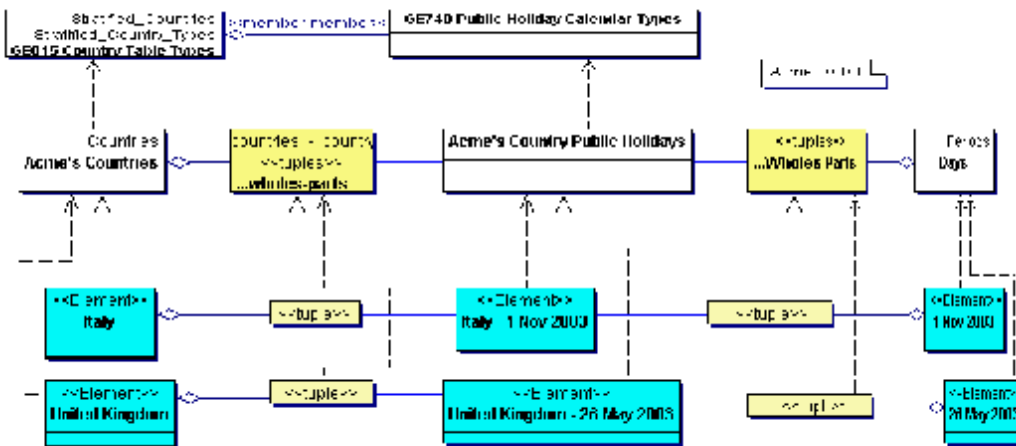 Stratified_Countries
Stratified_Country_Types
GE015 Country Table Types
<<member member>>
GE740 Public Holiday Calendar Types
Countries
Acme's Countries
countries - country
<<tuples>>
...wholes-parts
Acme's Country Public Holidays
<<tuples>>
...Wholes Parts
Days
<<Element>>
Italy
<<tuple>>
<<Element>>
Italy - 1 Nov 2003
<<tuple>>
<<Element>>
1 Nov 2003
<<Element>>
United Kingdom
<<tuple>>
<<Element>>
United Kingdom - 26 May 2003
<<tuple>>
<<Element>>
26 May 2003